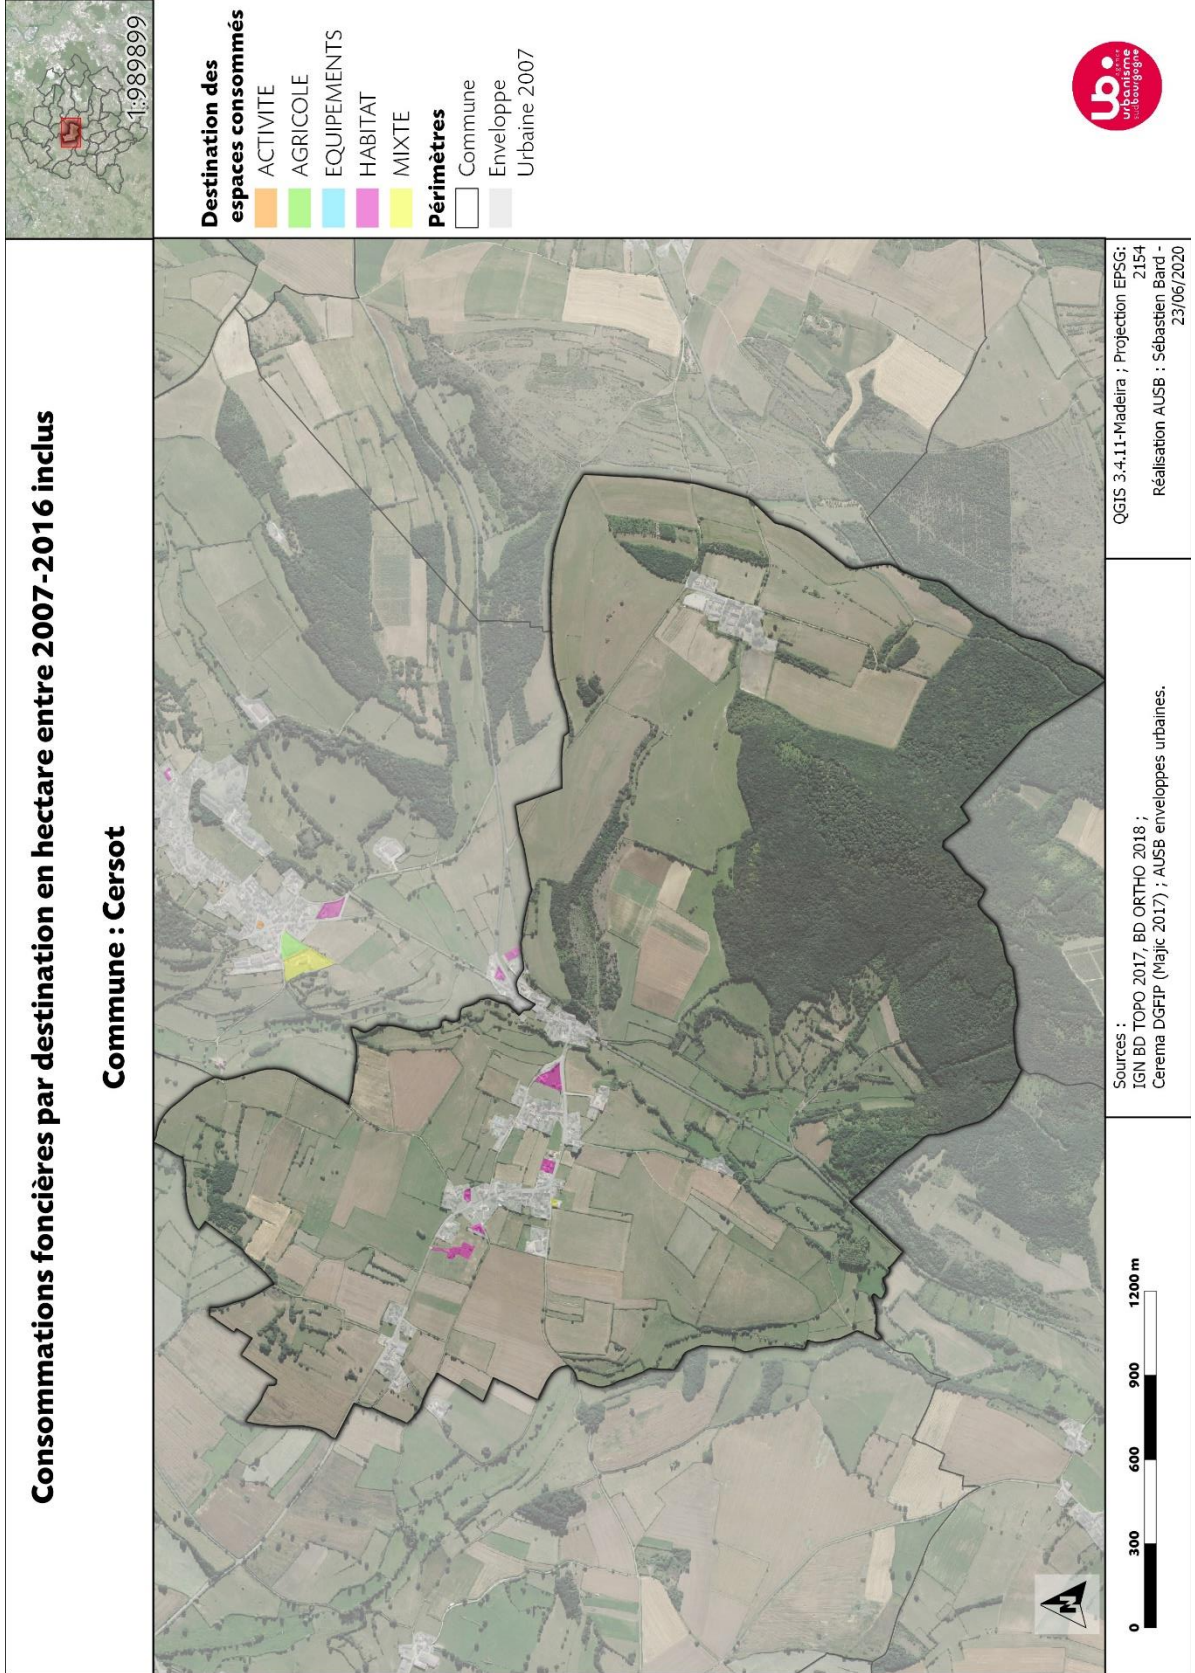 Consommations foncières par destination en hectare entre 2007-2016 inclus
Commune : Cersot
1:989899
Destination des
espaces consommés
ACTIVITE
AGRICOLE
EQUIPEMENTS
HABITAT
MIXTE
Périmètres
Commune
Enveloppe
Urbaine 2007
ub.
agence
urbanisme
sudbourgogne
N
0
300
600
900
1200 m
Sources :
IGN BD TOPO 2017, BD ORTHO 2018 ;
Cerema DGFIP (Majic 2017) ; AUSB enveloppes urbaines.
QGIS 3.4.11-Madeira ; Projection EPSG:
2154
Réalisation AUSB : Sébastien Bard -
23/06/2020